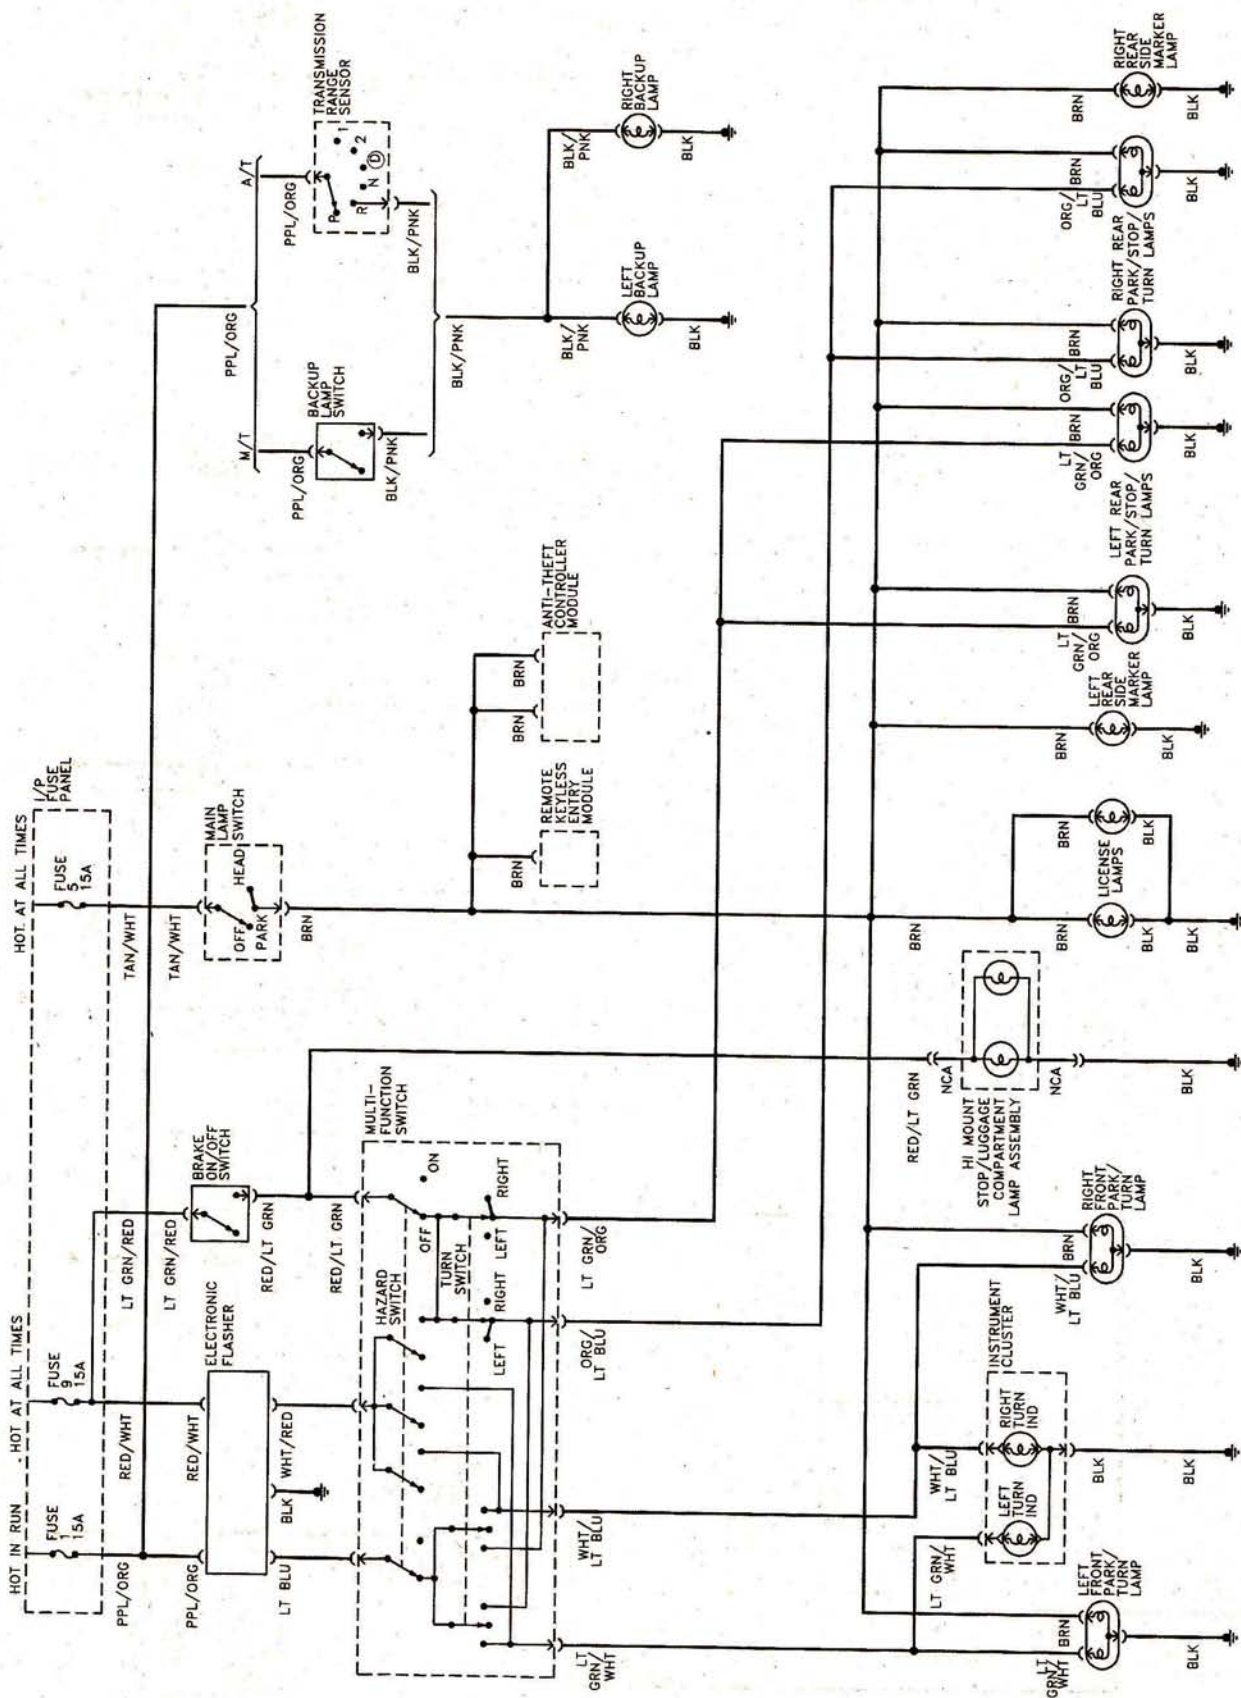 HOT IN RUN
HOT AT ALL TIMES
HOT AT ALL TIMES
I/P
FUSE
PANEL
FUSE
1
15A
FUSE
9
15A
FUSE
5
15A
PPL/ORG
RED/WHT
LT GRN/RED
TAN/WHT
PPL/ORG
RED/WHT
LT GRN/RED
TAN/WHT
ELECTRONIC
FLASHER
BRAKE
ON/OFF
SWITCH
MAIN
LAMP
SWITCH
OFF
HEAD
PARK
LT BLU
BLK
WHT/RED
RED/LT GRN
BRN
RED/LT GRN
MULTI-
FUNCTION
SWITCH
HAZARD
SWITCH
OFF
ON
TURN
SWITCH
LEFT
RIGHT
LEFT
RIGHT
LT
GRN/
WHT
WHT/
LT BLU
ORG/
LT BLU
LT GRN/
ORG
PPL/ORG
M/T
A/T
PPL/ORG
BACKUP
LAMP
SWITCH
BLK/PNK
PPL/ORG
TRANSMISSION
RANGE
SENSOR
P
R
N
D
2
1
BLK/PNK
BLK/PNK
BLK/
PNK
BLK/
PNK
LEFT
BACKUP
LAMP
RIGHT
BACKUP
LAMP
BLK
BLK
BRN
REMOTE
KEYLESS
ENTRY
MODULE
BRN
BRN
ANTI-THEFT
CONTROLLER
MODULE
LT GRN/
WHT
WHT/
LT BLU
INSTRUMENT
CLUSTER
LEFT
TURN
IND
RIGHT
TURN
IND
BLK
BLK
LT
GRN/
WHT
BRN
LEFT
FRONT
PARK/
TURN
LAMP
BLK
WHT/
LT BLU
BRN
RIGHT
FRONT
PARK/
TURN
LAMP
BLK
RED/LT GRN
NCA
HI MOUNT
STOP/LUGGAGE
COMPARTMENT
LAMP ASSEMBLY
NCA
BLK
BRN
BRN
BRN
LICENSE
LAMPS
BLK
BLK
BLK
BRN
LEFT
REAR
SIDE
MARKER
LAMP
BLK
LT
GRN/
ORG
BRN
BLK
LEFT REAR
PARK/STOP/
TURN LAMPS
LT
GRN/
ORG
BRN
BLK
ORG/
LT
BLU
BRN
BLK
RIGHT REAR
PARK/STOP/
TURN LAMPS
ORG/
LT
BLU
BRN
BLK
BRN
RIGHT
REAR
SIDE
MARKER
LAMP
BLK